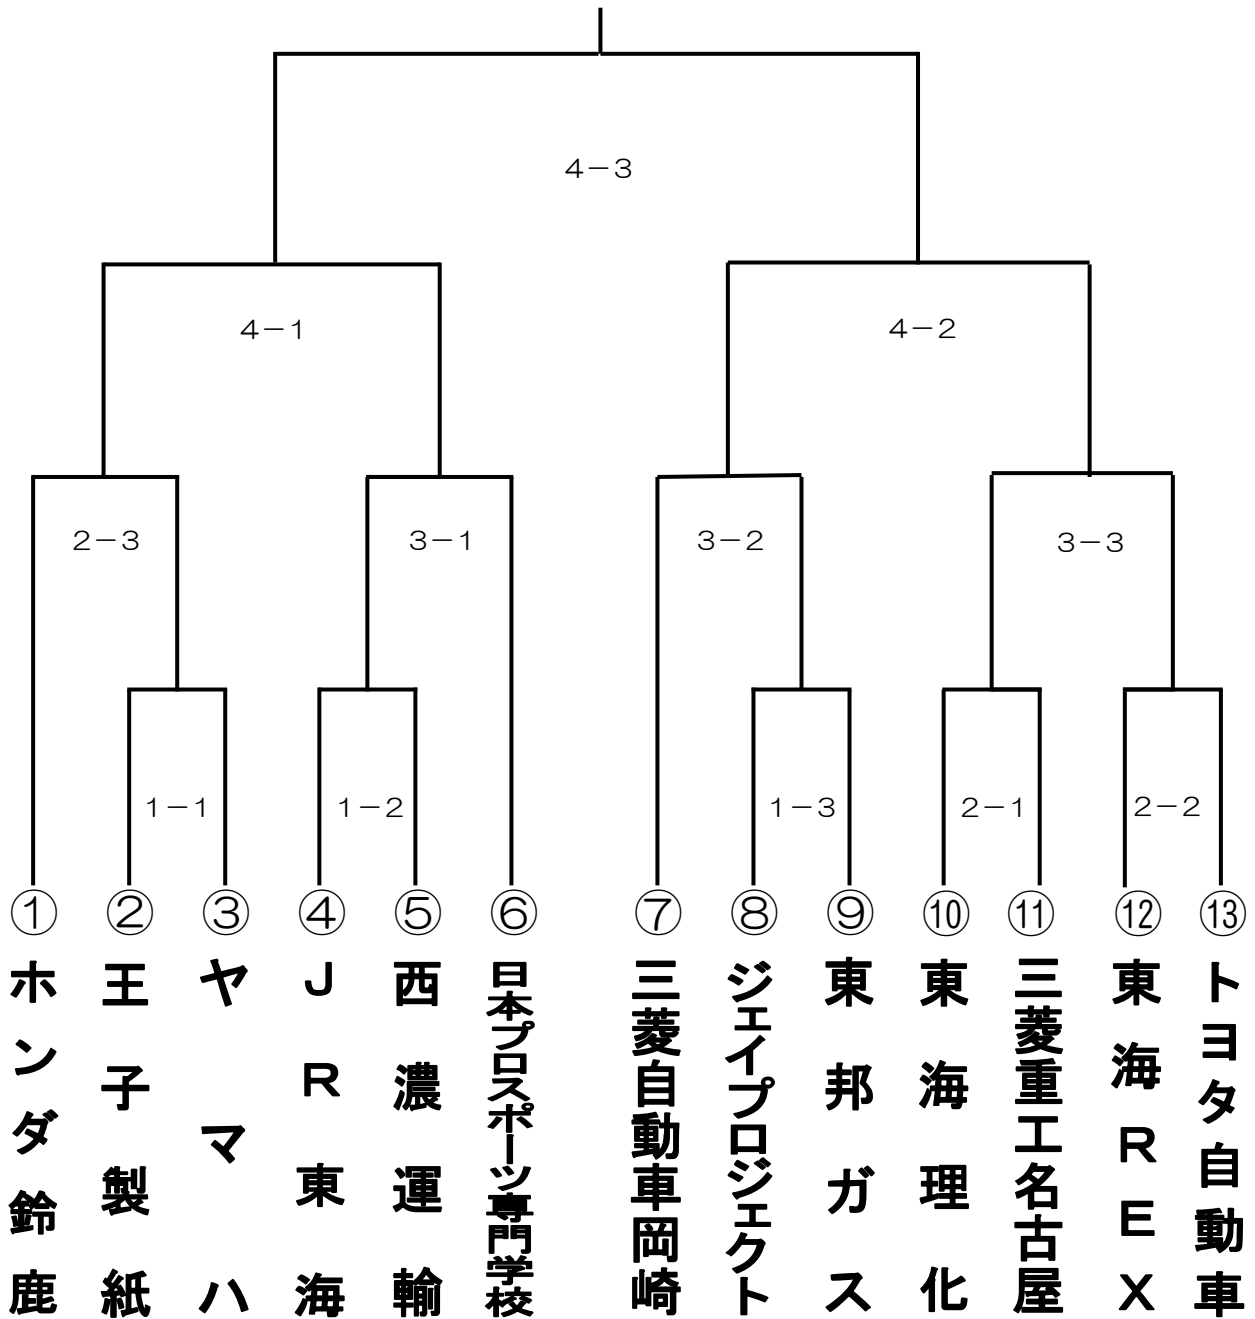 4－3
4－1
4－2
2－3
3－1
3－2
3－3
1－1
1－2
1－3
2－1
2－2
①
②
③
④
⑤
⑥
⑦
⑧
⑨
⑩
⑪
⑫
⑬
ホンダ鈴鹿
王子製紙
ヤマハ
JR東海
西濃運輸
日本プロスポーツ専門学校
三菱自動車岡崎
ジェイプロジェクト
東邦ガス
東海理化
三菱重工名古屋
東海REX
トヨタ自動車